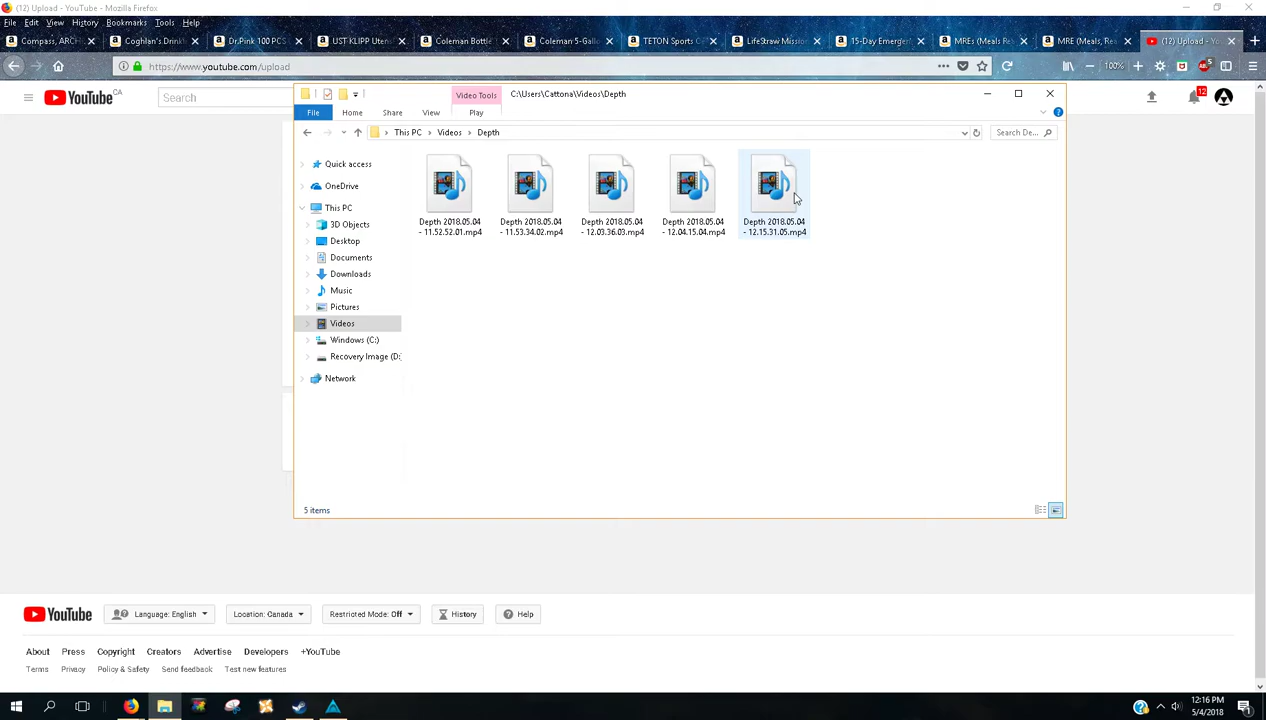 (12) Upload - YouTube - Mozilla Firefox
File Edit View History Bookmarks Tools Help
Compass, ARC Coghlan's Drink Dr.Pink 100 PCS UST KLIPP Uten Coleman Bottl Coleman 5-Gallo TETON Sports C LifeStraw Missio 15-Day Emerger MREs (Meals Re MRE (Meals, Rea (12) Upload - Yo
https://www.youtube.com/upload
100%
5
YouTube CA
Search
12
Video Tools
C:\Users\Cattona\Videos\Depth
File Home Share View Play
This PC Videos Depth
Search De...
Quick access
OneDrive
This PC
3D Objects
Desktop
Documents
Downloads
Music
Pictures
Videos
Windows (C:)
Recovery Image (D:
Network
Depth 2018.05.04 - 11.52.52.01.mp4
Depth 2018.05.04 - 11.53.34.02.mp4
Depth 2018.05.04 - 12.03.36.03.mp4
Depth 2018.05.04 - 12.04.15.04.mp4
Depth 2018.05.04 - 12.15.31.05.mp4
5 items
YouTube Language: English Location: Canada Restricted Mode: Off History Help
About Press Copyright Creators Advertise Developers +YouTube
Terms Privacy Policy & Safety Send feedback Test new features
12:16 PM
5/4/2018
1